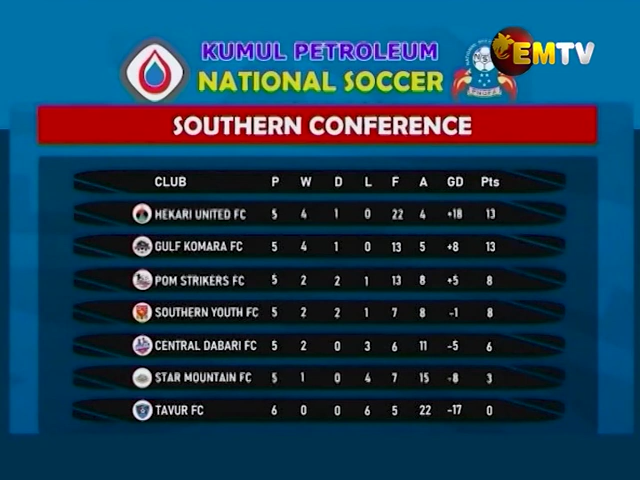 KUMUL PETROLEUM
NATIONAL SOCCER
EMTV
SOUTHERN CONFERENCE
CLUB P W D L F A GD Pts
HEKARI UNITED FC 5 4 1 0 22 4 +18 13
GULF KOMARA FC 5 4 1 0 13 5 +8 13
POM STRIKERS FC 5 2 2 1 13 8 +5 8
SOUTHERN YOUTH FC 5 2 2 1 7 8 -1 8
CENTRAL DABARI FC 5 2 0 3 6 11 -5 6
STAR MOUNTAIN FC 5 1 0 4 7 15 -8 3
TAVUR FC 6 0 0 6 5 22 -17 0